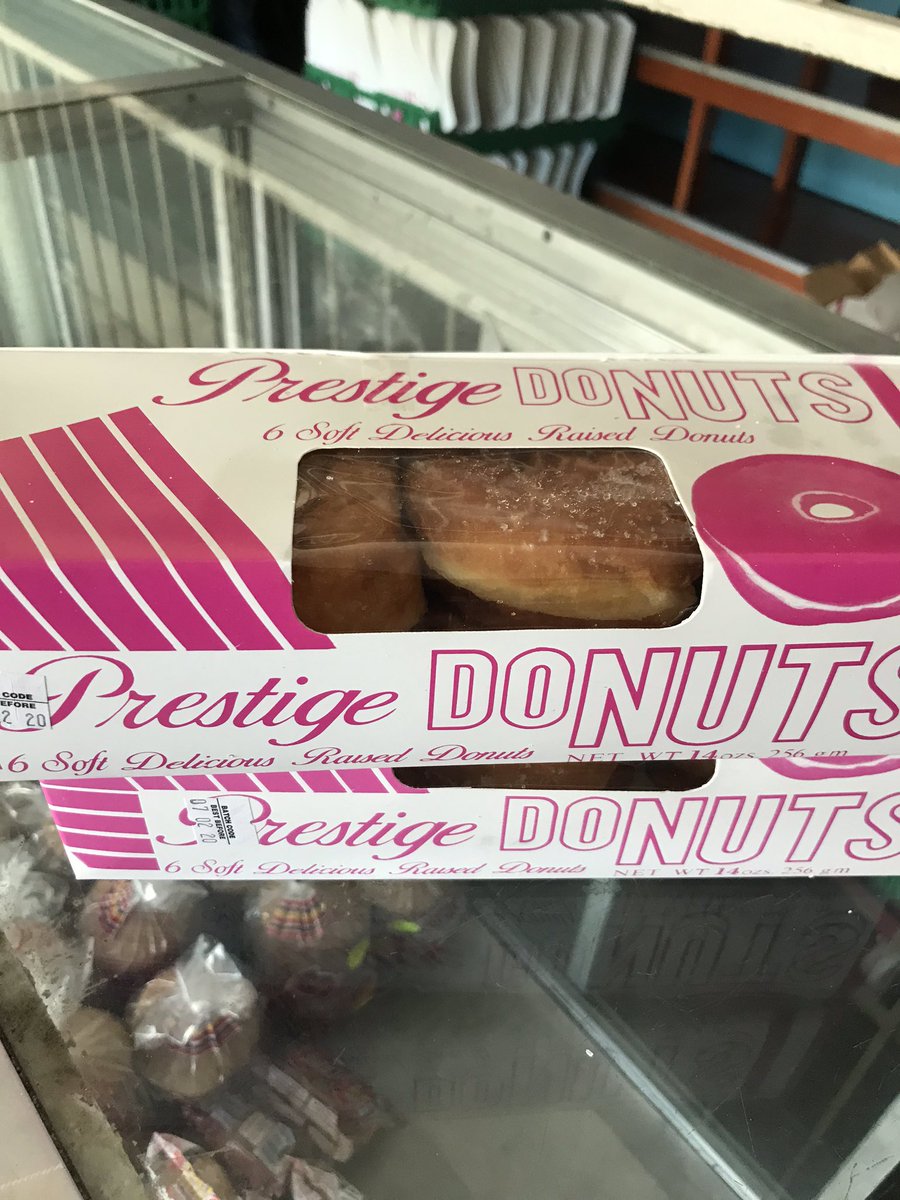 Prestige DONUTS
6 Soft Delicious Raised Donuts
Prestige DONUTS
6 Soft Delicious Raised Donuts
NET WT 14ozs. 256 gm
CODE
EFORE
2 20
Prestige DONUTS
6 Soft Delicious Raised Donuts
NET WT 14ozs. 256 gm
BATCH CODE
BEST BEFORE
07 02 20